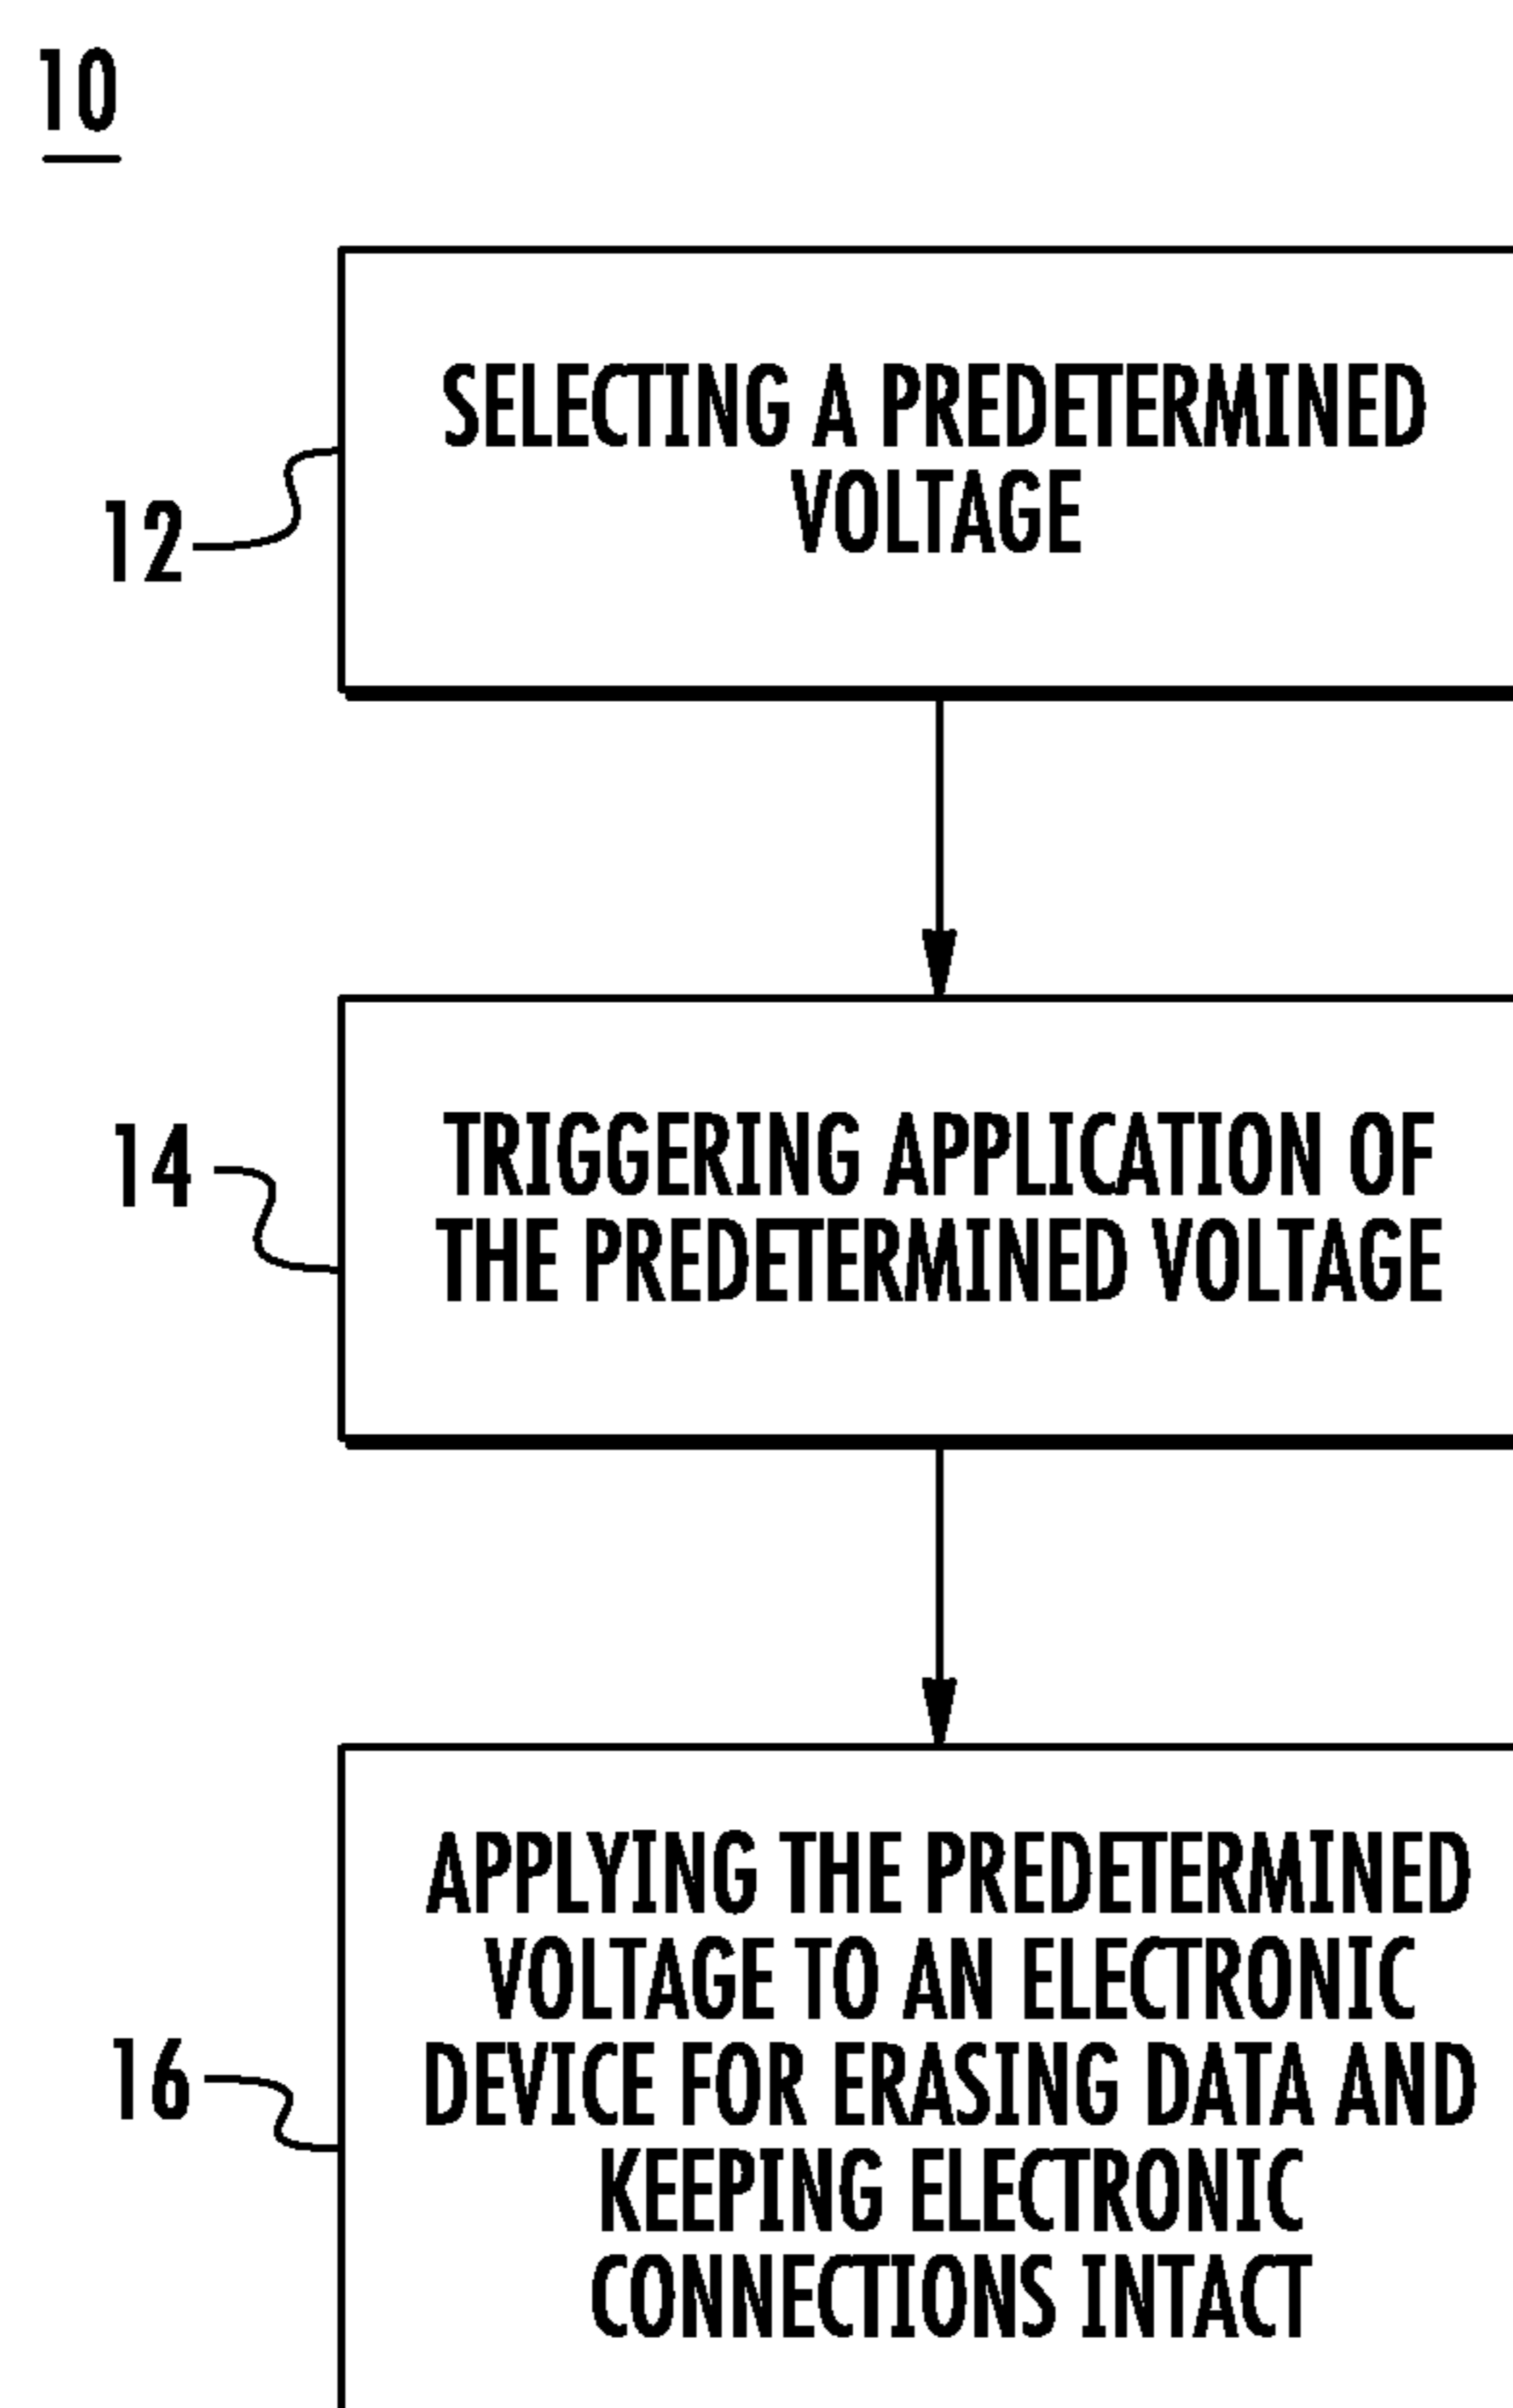 10
SELECTING A PREDETERMINED
VOLTAGE
12
TRIGGERING APPLICATION OF
THE PREDETERMINED VOLTAGE
14
APPLYING THE PREDETERMINED
VOLTAGE TO AN ELECTRONIC
DEVICE FOR ERASING DATA AND
KEEPING ELECTRONIC
CONNECTIONS INTACT
16